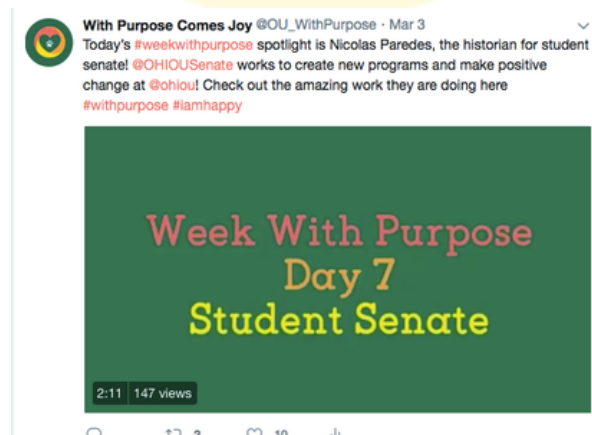 With Purpose Comes Joy @OU_WithPurpose · Mar 3
Today's #weekwithpurpose spotlight is Nicolas Paredes, the historian for student
senate! @OHIOUSenate works to create new programs and make positive
change at @ohiou! Check out the amazing work they are doing here
#withpurpose #iamhappy
Week With Purpose
Day 7
Student Senate
2:11 147 views